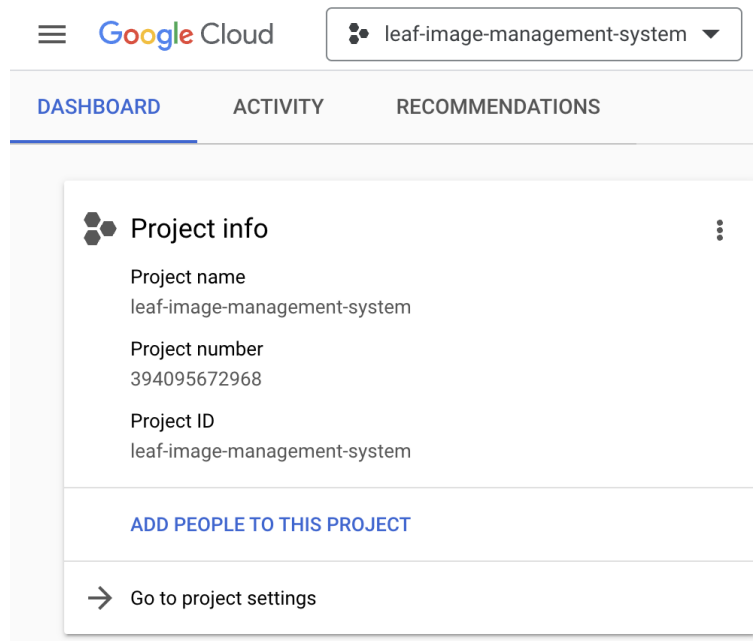 Google Cloud
leaf-image-management-system
DASHBOARD
ACTIVITY
RECOMMENDATIONS
Project info
Project name
leaf-image-management-system
Project number
394095672968
Project ID
leaf-image-management-system
ADD PEOPLE TO THIS PROJECT
Go to project settings